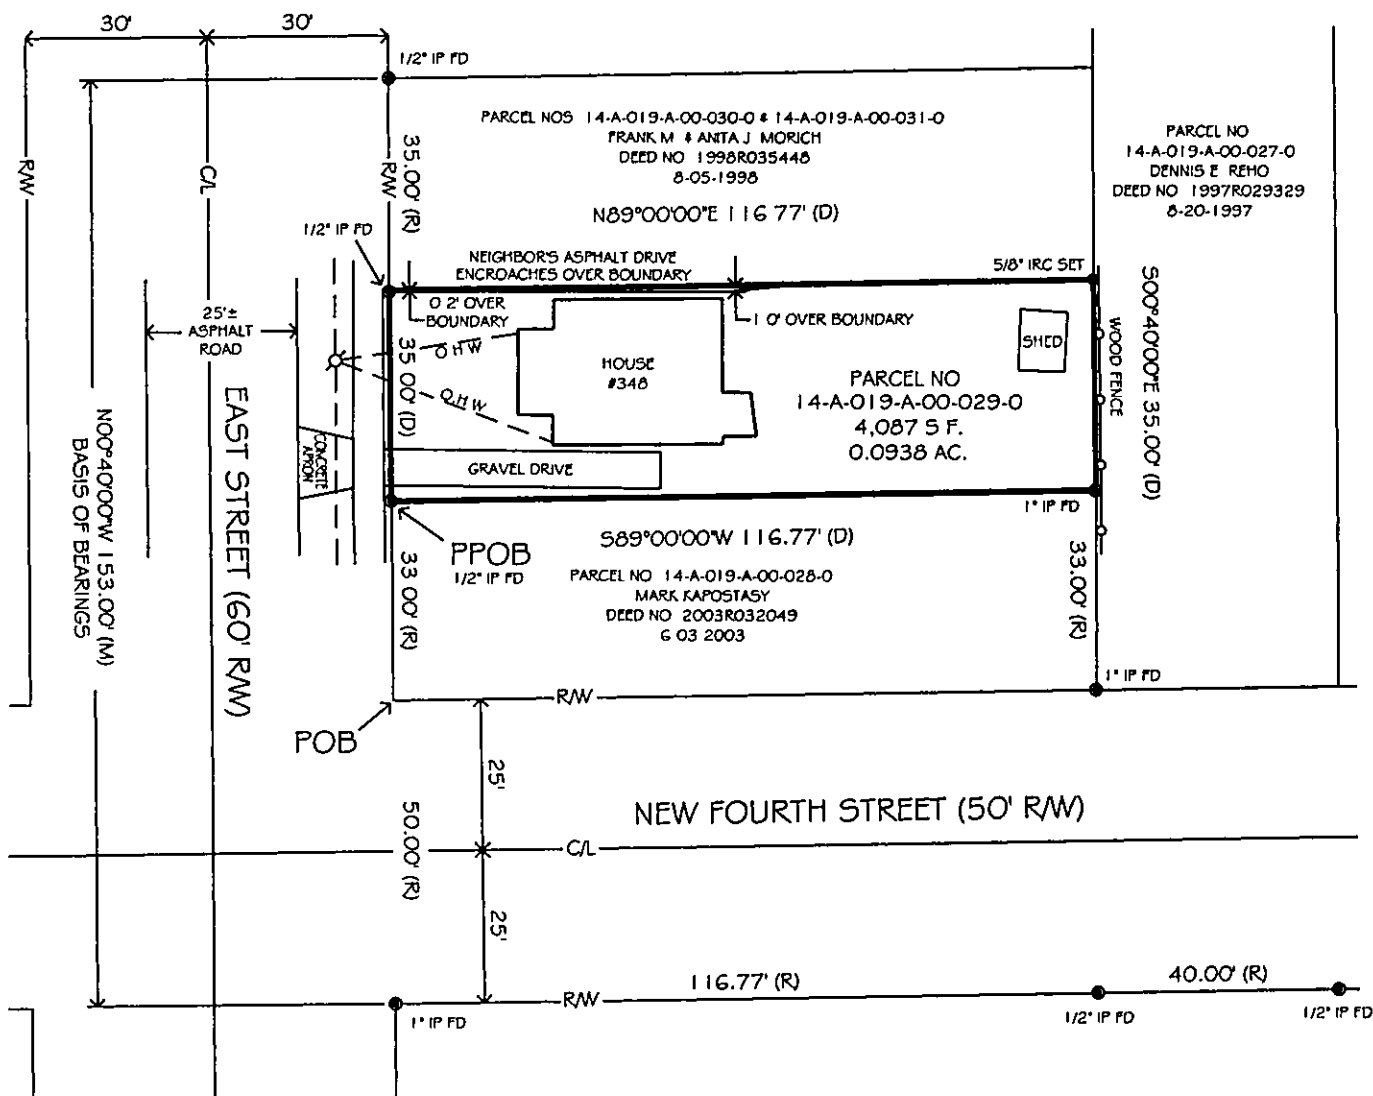 30'
30'
1/2" IP FD
R/W
C/L
R/W
35.00' (R)
PARCEL NOS 14-A-019-A-00-030-0 & 14-A-019-A-00-031-0
FRANK M & ANITA J MORICH
DEED NO 1998R035448
8-05-1998
N89°00'00"E 116 77' (D)
PARCEL NO
14-A-019-A-00-027-0
DENNIS E REHO
DEED NO 1997R029329
8-20-1997
1/2" IP FD
NEIGHBOR'S ASPHALT DRIVE
ENCROACHES OVER BOUNDARY
5/8" IRC SET
0 2' OVER
BOUNDARY
1 0' OVER BOUNDARY
25'±
ASPHALT
ROAD
O H W
O.H W
35 00' (D)
HOUSE
#348
SHED
WOOD FENCE
S00°40'00"E 35.00' (D)
PARCEL NO
14-A-019-A-00-029-0
4,087 S F.
0.0938 AC.
N00°40'00"W 153.00' (M)
BASIS OF BEARINGS
EAST STREET (60' R/W)
CONCRETE
APRON
GRAVEL DRIVE
1" IP FD
PPOB
1/2" IP FD
S89°00'00"W 116.77' (D)
PARCEL NO 14-A-019-A-00-028-0
MARK KAPOSTASY
DEED NO 2003R032049
6 03 2003
33.00' (R)
33.00' (R)
1" IP FD
R/W
POB
25'
50.00' (R)
NEW FOURTH STREET (50' R/W)
C/L
25'
116.77' (R)
40.00' (R)
R/W
1" IP FD
1/2" IP FD
1/2" IP FD